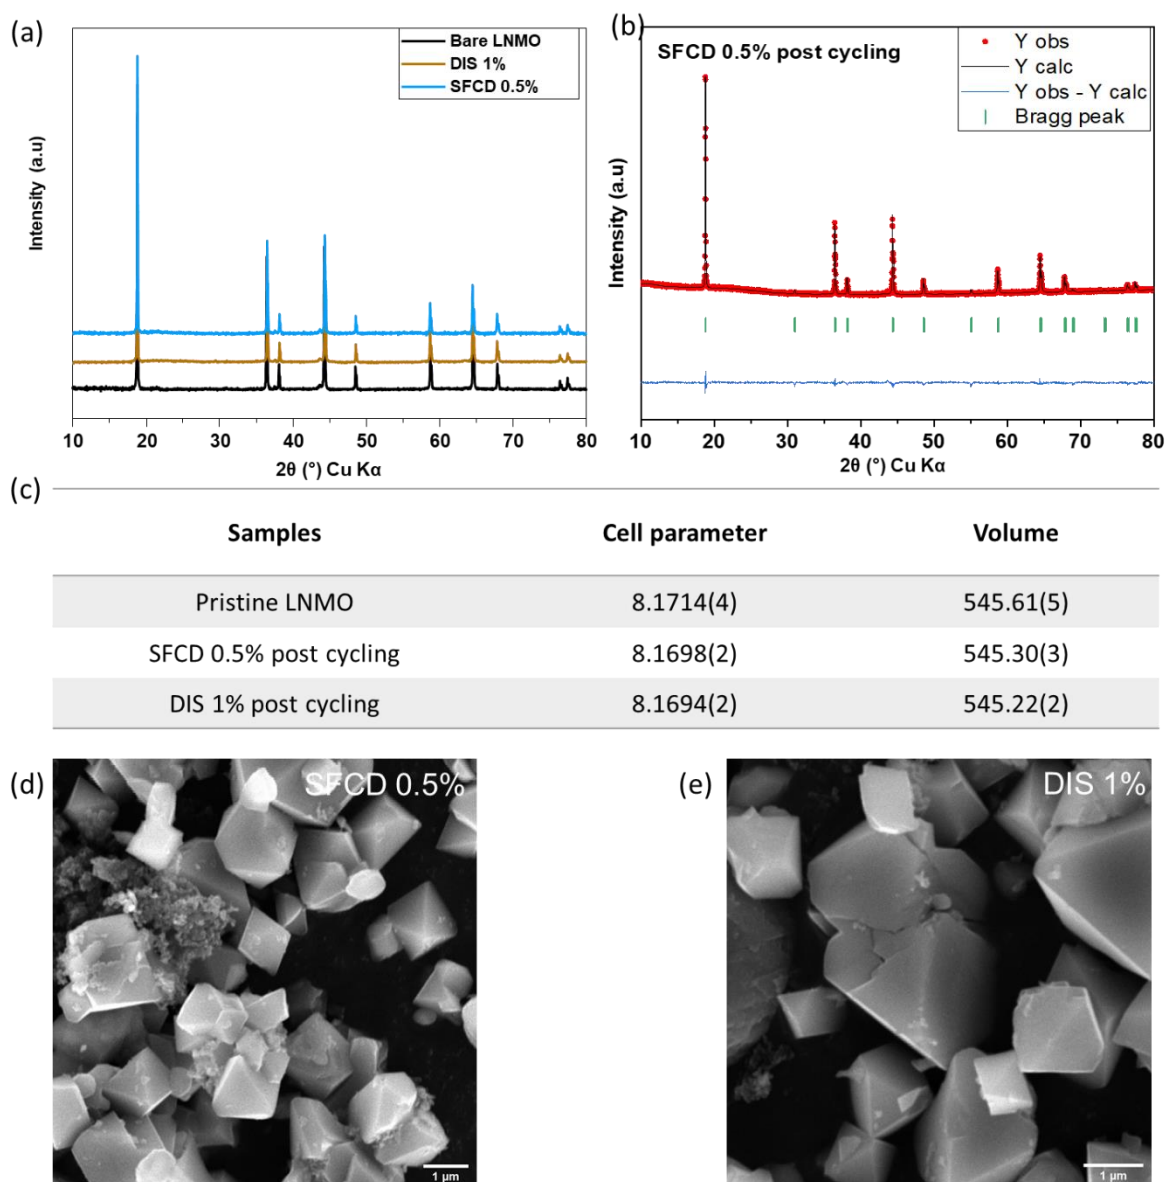 (a)
Bare LNMO
DIS 1%
SFCD 0.5%
Intensity (a.u)
10 20 30 40 50 60 70 80
2θ (°) Cu Kα
(b)
SFCD 0.5% post cycling
Y obs
Y calc
Y obs - Y calc
Bragg peak
Intensity (a.u)
10 20 30 40 50 60 70 80
2θ (°) Cu Kα
(c)
Samples Cell parameter Volume
Pristine LNMO 8.1714(4) 545.61(5)
SFCD 0.5% post cycling 8.1698(2) 545.30(3)
DIS 1% post cycling 8.1694(2) 545.22(2)
(d)
SFCD 0.5%
1 µm
(e)
DIS 1%
1 µm